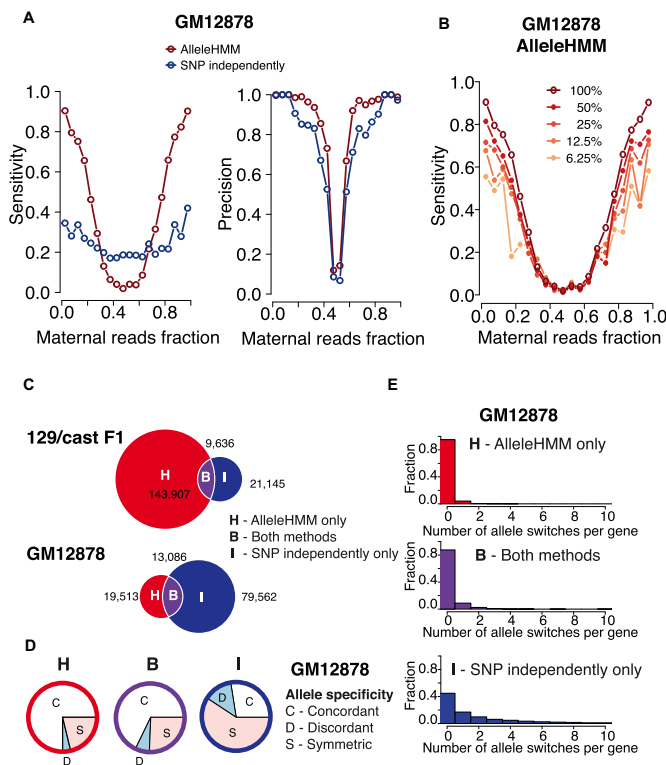 A
GM12878
AlleleHMM
SNP independently
Sensitivity
1.0
0.8
0.6
0.4
0.2
0.0
0.0
0.4
0.8
Maternal reads fraction
Precision
1.0
0.8
0.6
0.4
0.2
0.0
0.0
0.4
0.8
Maternal reads fraction
B
GM12878
AlleleHMM
Sensitivity
1.0
0.8
0.6
0.4
0.2
0.0
100%
50%
25%
12.5%
6.25%
0.0
0.2
0.4
0.6
0.8
1.0
Maternal reads fraction
C
129/cast F1
9,636
H
B
I
143,907
21,145
H - AlleleHMM only
B - Both methods
I - SNP independently only
GM12878
13,086
19,513
H
B
I
79,562
D
H
B
I
C
S
D
C
S
D
D
C
S
GM12878
Allele specificity
C - Concordant
D - Discordant
S - Symmetric
E
GM12878
H - AlleleHMM only
Fraction
0.8
0.4
0.0
0
2
4
6
8
10
Number of allele switches per gene
B - Both methods
Fraction
0.8
0.4
0.0
0
2
4
6
8
10
Number of allele switches per gene
I - SNP independently only
Fraction
0.8
0.4
0.0
0
2
4
6
8
10
Number of allele switches per gene